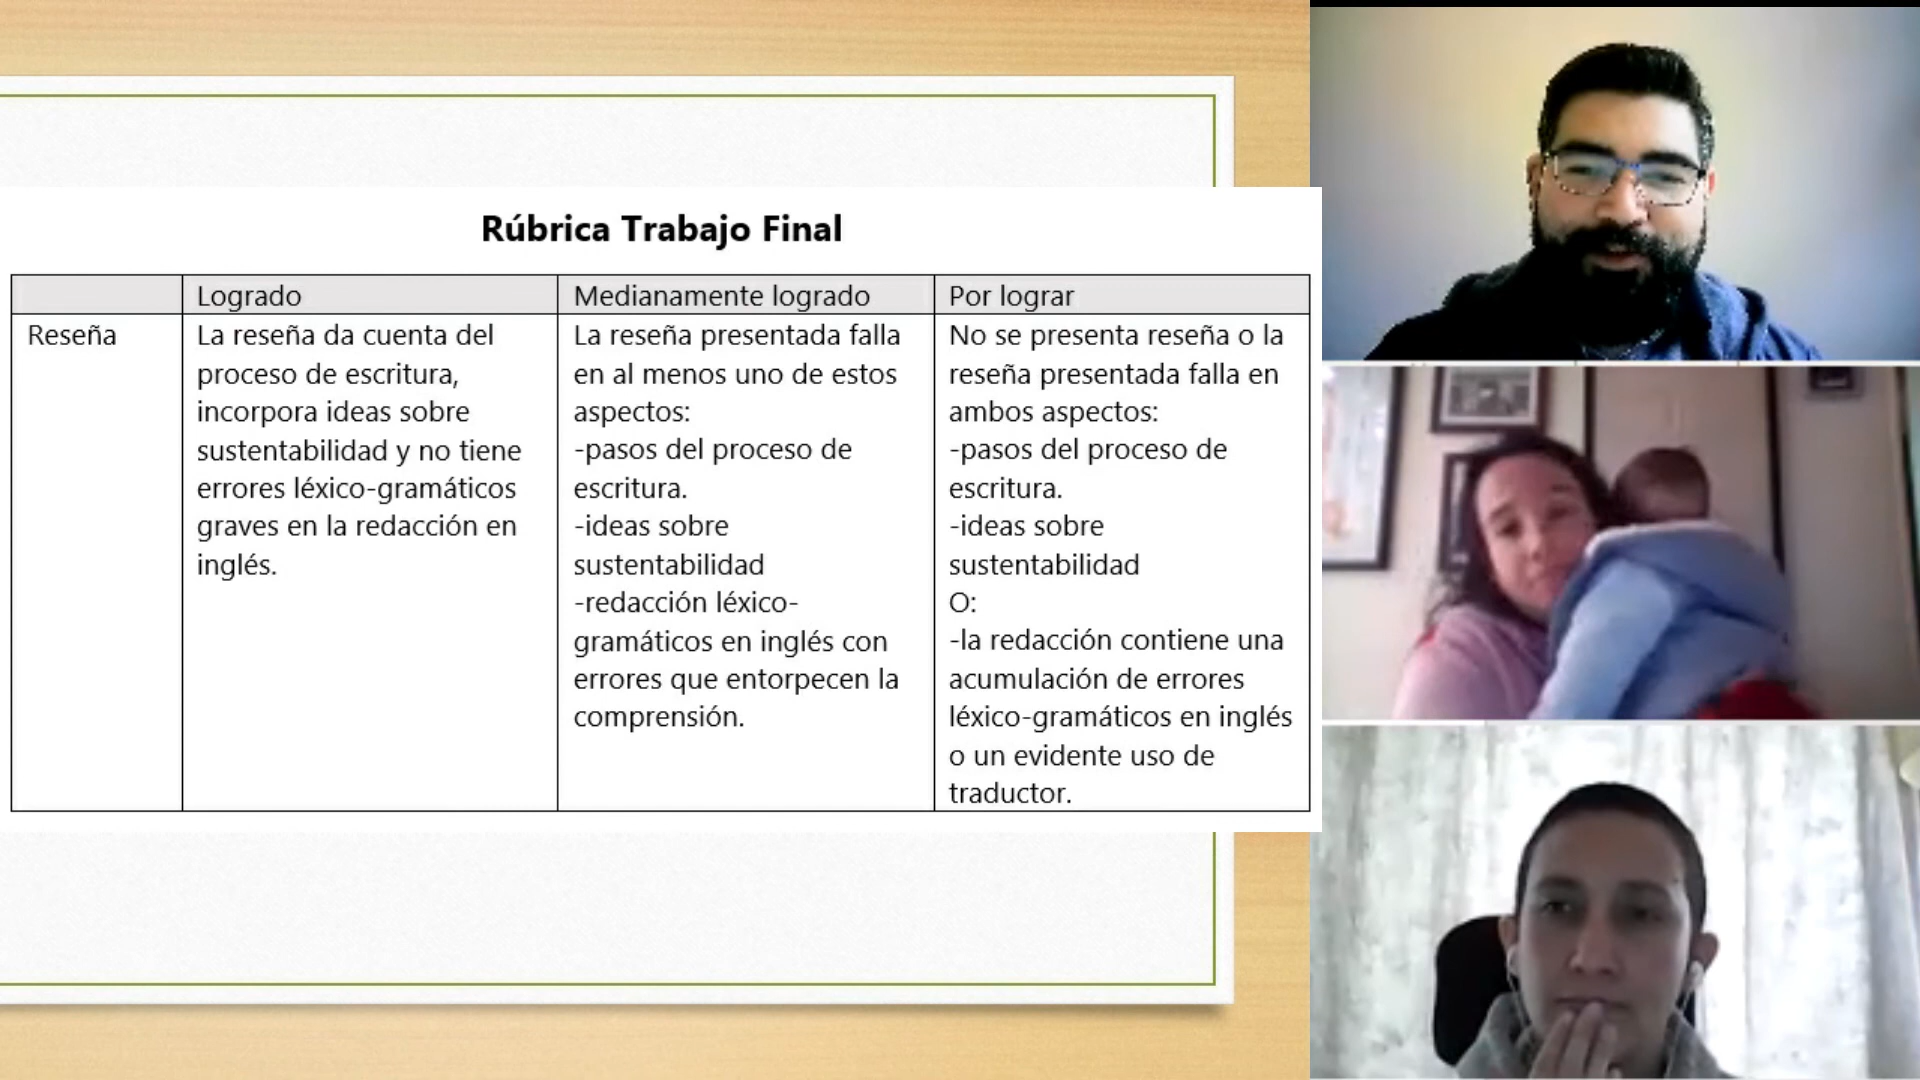 Rúbrica Trabajo Final
Logrado
Medianamente logrado
Por lograr
Reseña
La reseña da cuenta del
proceso de escritura,
incorpora ideas sobre
sustentabilidad y no tiene
errores léxico-gramáticos
graves en la redacción en
inglés.
La reseña presentada falla
en al menos uno de estos
aspectos:
-pasos del proceso de
escritura.
-ideas sobre
sustentabilidad
-redacción léxico-
gramáticos en inglés con
errores que entorpecen la
comprensión.
No se presenta reseña o la
reseña presentada falla en
ambos aspectos:
-pasos del proceso de
escritura.
-ideas sobre
sustentabilidad
O:
-la redacción contiene una
acumulación de errores
léxico-gramáticos en inglés
o un evidente uso de
traductor.